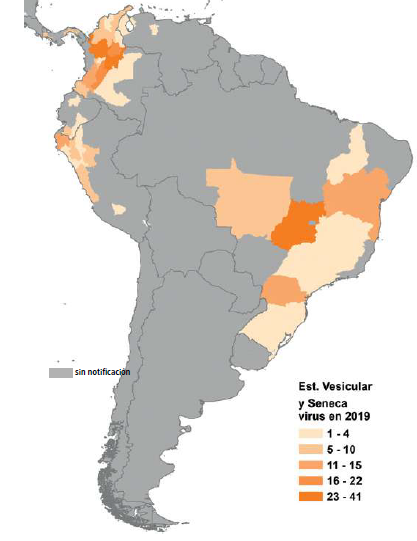 sin notificación
Est. Vesicular
y Seneca
virus en 2019
1 - 4
5 - 10
11 - 15
16 - 22
23 - 41